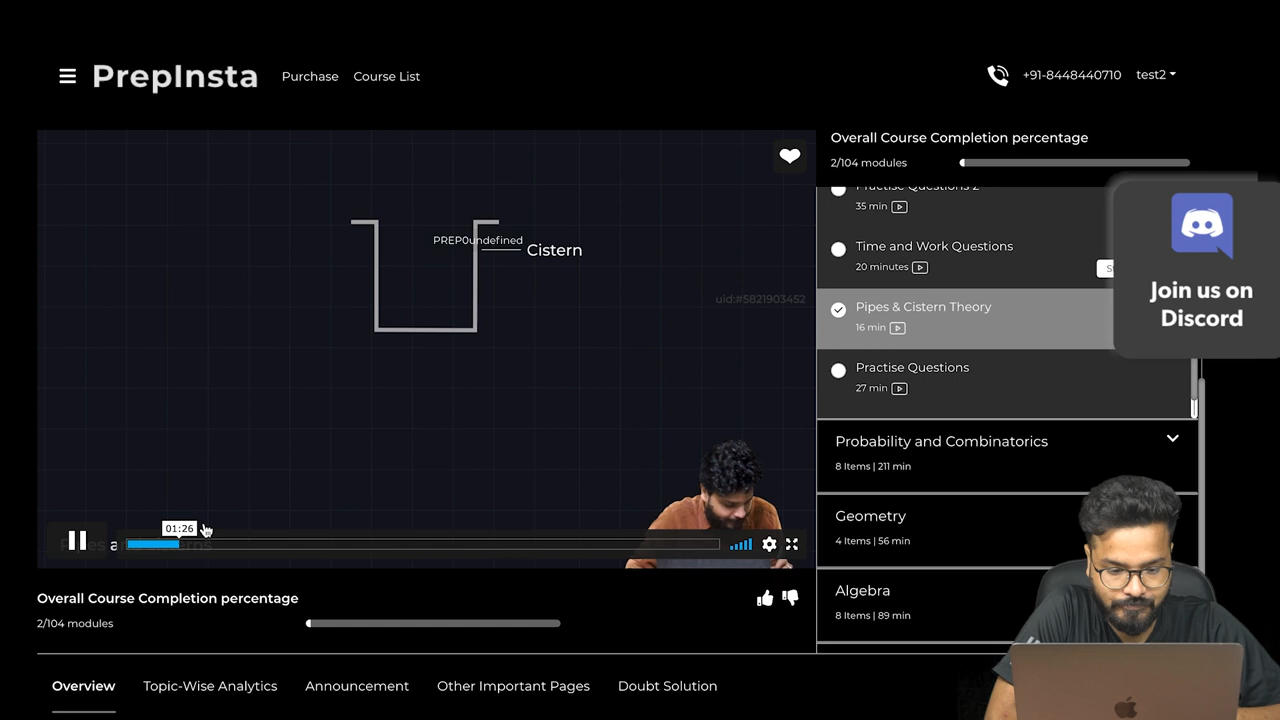 PrepInsta
Purchase
Course List
+91-8448440710
test2
PREP0undefined
Cistern
uid:#5821903452
01:26
Overall Course Completion percentage
2/104 modules
Overview
Topic-Wise Analytics
Announcement
Other Important Pages
Doubt Solution
Overall Course Completion percentage
2/104 modules
Practise Questions 2
35 min
Time and Work Questions
20 minutes
Pipes & Cistern Theory
16 min
Practise Questions
27 min
Probability and Combinatorics
8 Items | 211 min
Geometry
4 Items | 56 min
Algebra
8 Items | 89 min
Join us on
Discord